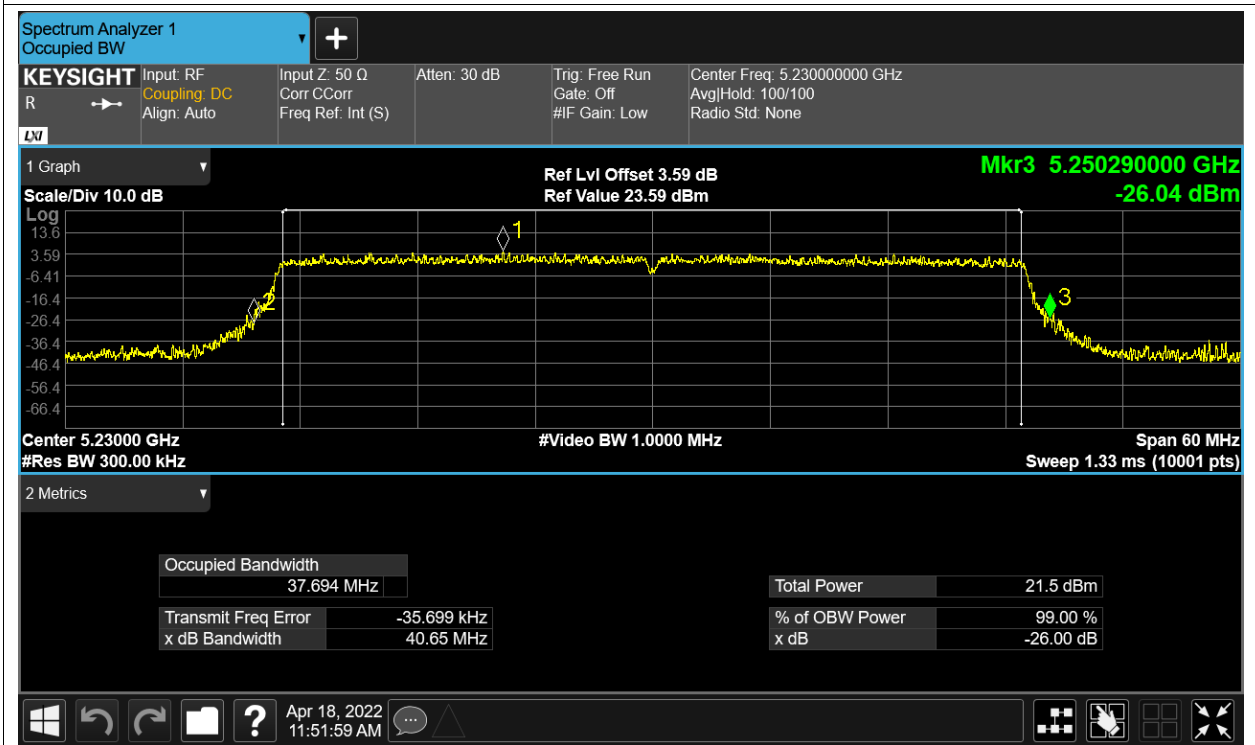 Spectrum Analyzer 1
Occupied BW
KEYSIGHT
R
LXI
Input: RF
Coupling: DC
Align: Auto
Input Z: 50 Ω
Corr CCorr
Freq Ref: Int (S)
Atten: 30 dB
Trig: Free Run
Gate: Off
#IF Gain: Low
Center Freq: 5.230000000 GHz
Avg|Hold: 100/100
Radio Std: None
1 Graph
Scale/Div 10.0 dB
Ref Lvl Offset 3.59 dB
Ref Value 23.59 dBm
Mkr3 5.250290000 GHz
-26.04 dBm
Log
13.6
3.59
-6.41
-16.4
-26.4
-36.4
-46.4
-56.4
-66.4
1
2
3
Center 5.23000 GHz
#Video BW 1.0000 MHz
Span 60 MHz
#Res BW 300.00 kHz
Sweep 1.33 ms (10001 pts)
2 Metrics
Occupied Bandwidth
37.694 MHz
Transmit Freq Error -35.699 kHz
x dB Bandwidth 40.65 MHz
Total Power 21.5 dBm
% of OBW Power 99.00 %
x dB -26.00 dB
?
Apr 18, 2022
11:51:59 AM